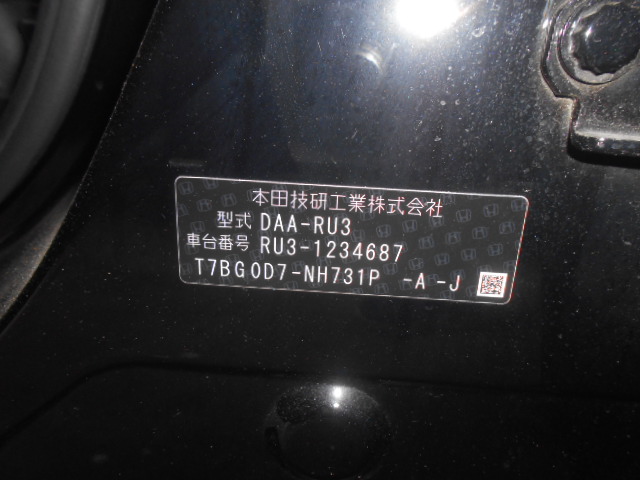 本田技研工業株式会社
型式 DAA-RU3
車台番号 RU3-1234687
T7BG0D7-NH731P -A -J